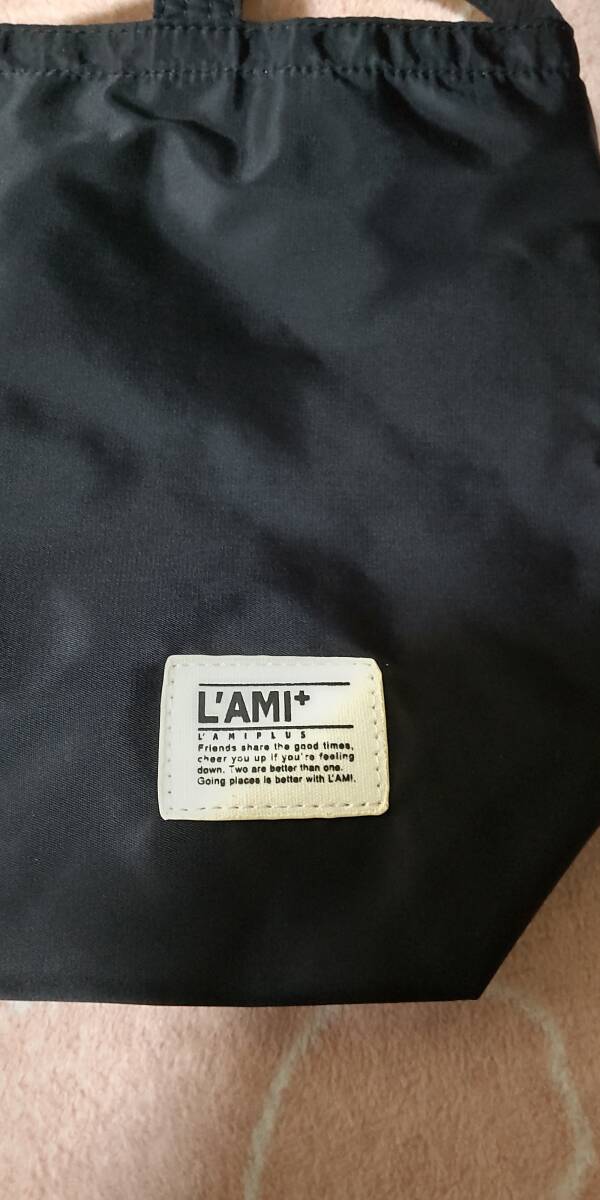 L'AMI+
L'AMIPLUS
Friends share the good times,
cheer you up if you're feeling
down. Two are better than one.
Going places is better with L'AMI.